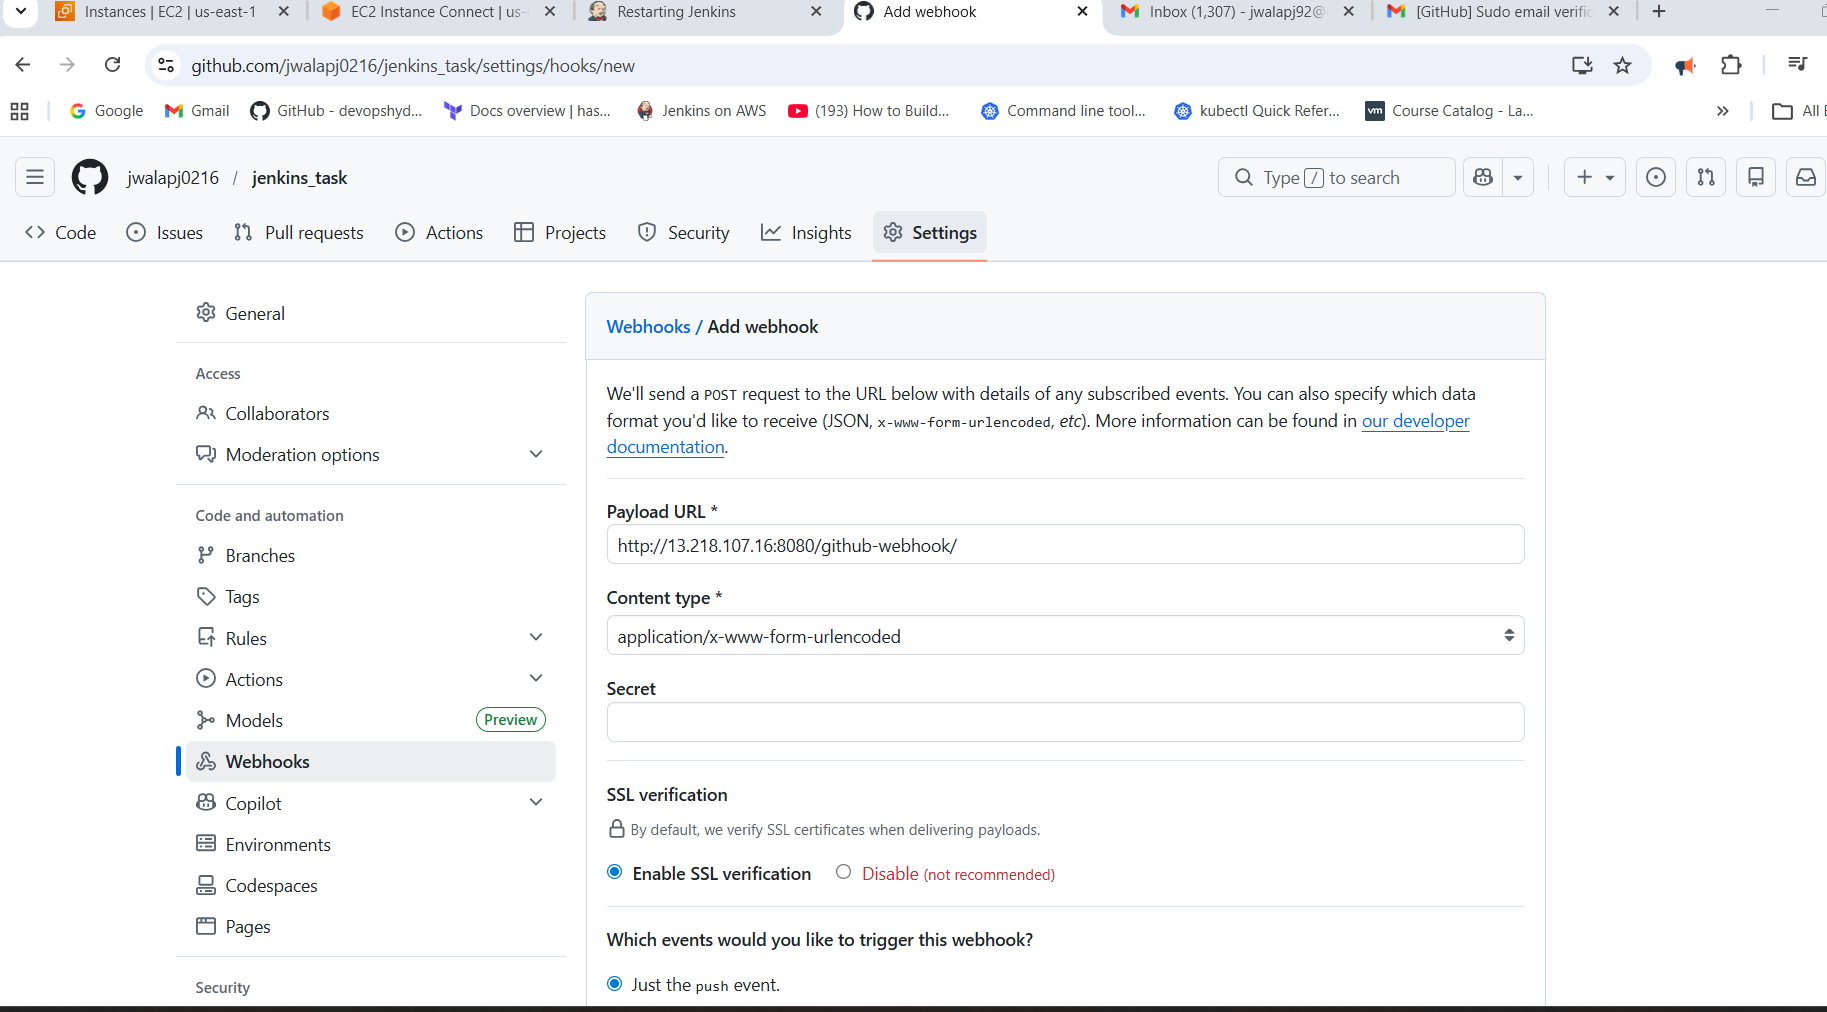 Instances | EC2 | us-east-1
EC2 Instance Connect | us-
Restarting Jenkins
Add webhook
Inbox (1,307) - jwalapj92@
[GitHub] Sudo email verific
github.com/jwalapj0216/jenkins_task/settings/hooks/new
Google
Gmail
GitHub - devopshyd...
Docs overview | has...
Jenkins on AWS
(193) How to Build...
Command line tool...
kubectl Quick Refer...
vm
Course Catalog - La...
All
jwalapj0216 / jenkins_task
Type / to search
Code
Issues
Pull requests
Actions
Projects
Security
Insights
Settings
General
Access
Collaborators
Moderation options
Code and automation
Branches
Tags
Rules
Actions
Models
Preview
Webhooks
Copilot
Environments
Codespaces
Pages
Security
Webhooks / Add webhook
We'll send a POST request to the URL below with details of any subscribed events. You can also specify which data
format you'd like to receive (JSON, x-www-form-urlencoded, etc). More information can be found in our developer
documentation.
Payload URL *
http://13.218.107.16:8080/github-webhook/
Content type *
application/x-www-form-urlencoded
Secret
SSL verification
By default, we verify SSL certificates when delivering payloads.
Enable SSL verification
Disable (not recommended)
Which events would you like to trigger this webhook?
Just the push event.